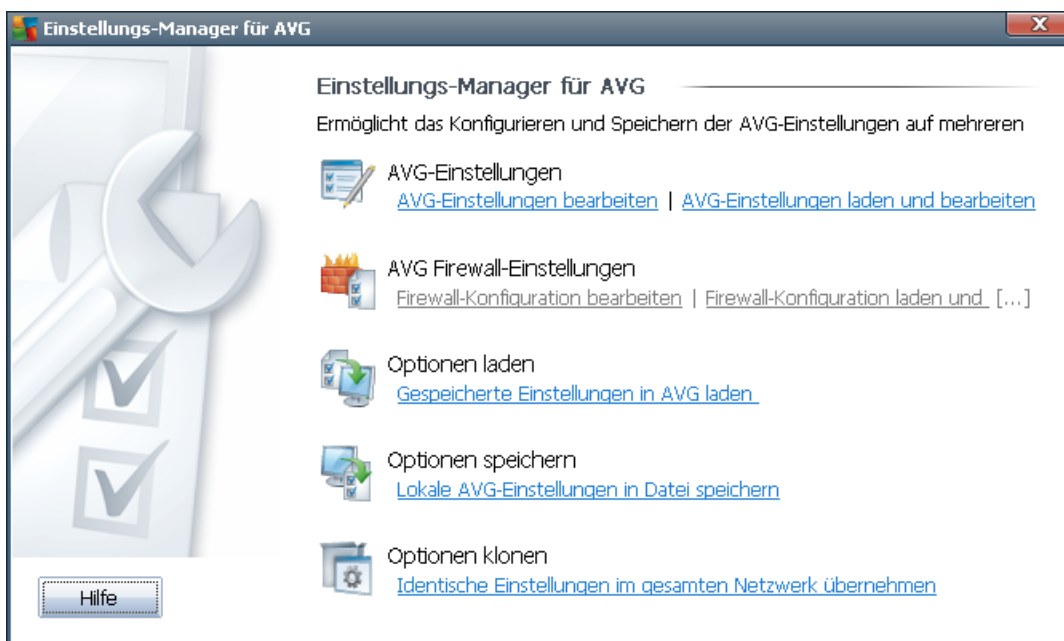 Einstellungs-Manager für AVG
Einstellungs-Manager für AVG
Ermöglicht das Konfigurieren und Speichern der AVG-Einstellungen auf mehreren
AVG-Einstellungen
AVG-Einstellungen bearbeiten | AVG-Einstellungen laden und bearbeiten
AVG Firewall-Einstellungen
Firewall-Konfiguration bearbeiten | Firewall-Konfiguration laden und [...]
Optionen laden
Gespeicherte Einstellungen in AVG laden
Optionen speichern
Lokale AVG-Einstellungen in Datei speichern
Optionen klonen
Identische Einstellungen im gesamten Netzwerk übernehmen
Hilfe